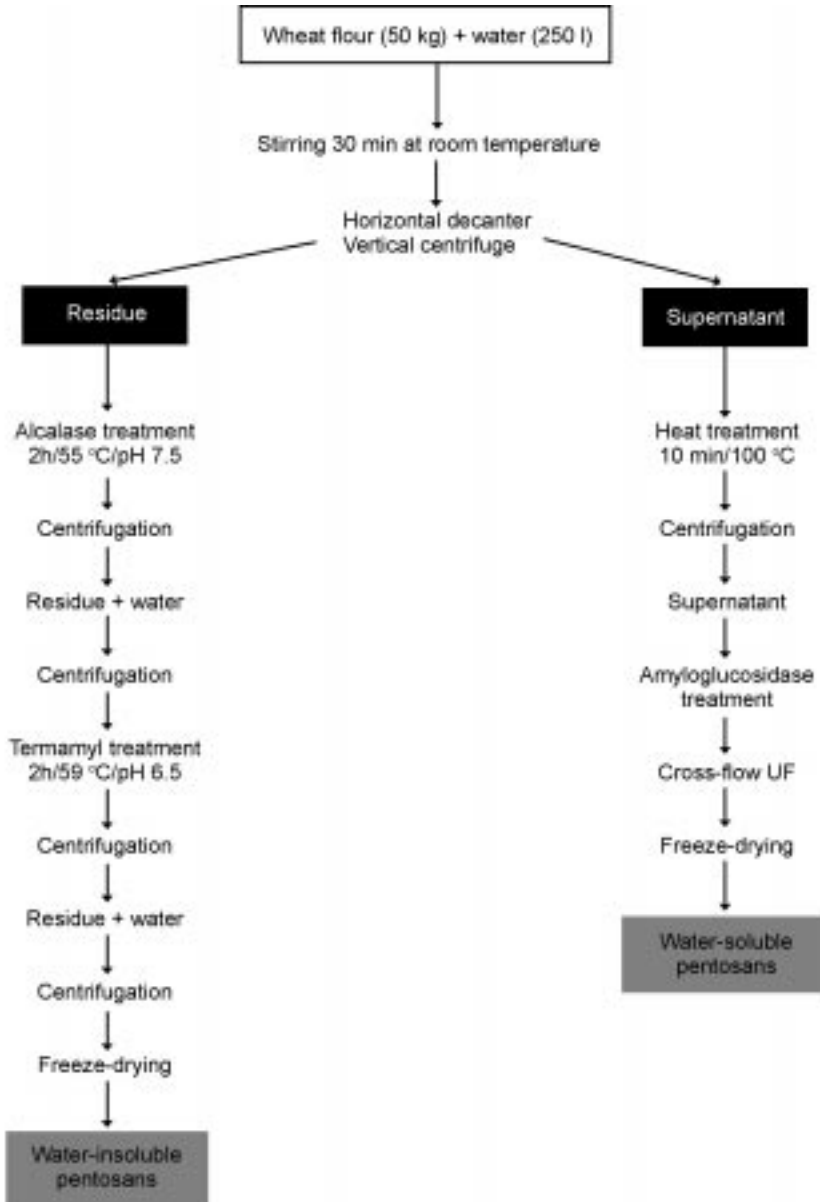 Wheat flour (50 kg) + water (250 l)
Stirring 30 min at room temperature
Horizontal decanter
Vertical centrifuge
Residue
Alcalase treatment
2h/55 °C/pH 7.5
Centrifugation
Residue + water
Centrifugation
Termamyl treatment
2h/59 °C/pH 6.5
Centrifugation
Residue + water
Centrifugation
Freeze-drying
Water-insoluble
pentosans
Supernatant
Heat treatment
10 min/100 °C
Centrifugation
Supernatant
Amyloglucosidase
treatment
Cross-flow UF
Freeze-drying
Water-soluble
pentosans